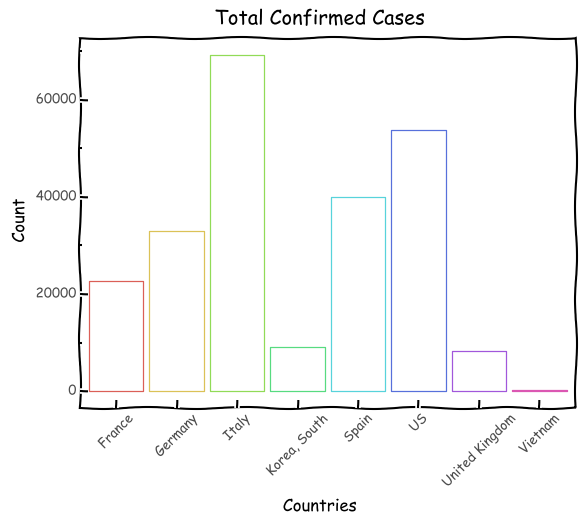 Total Confirmed Cases
Count
60000
40000
20000
0
France
Germany
Italy
Korea, South
Spain
US
United Kingdom
Vietnam
Countries